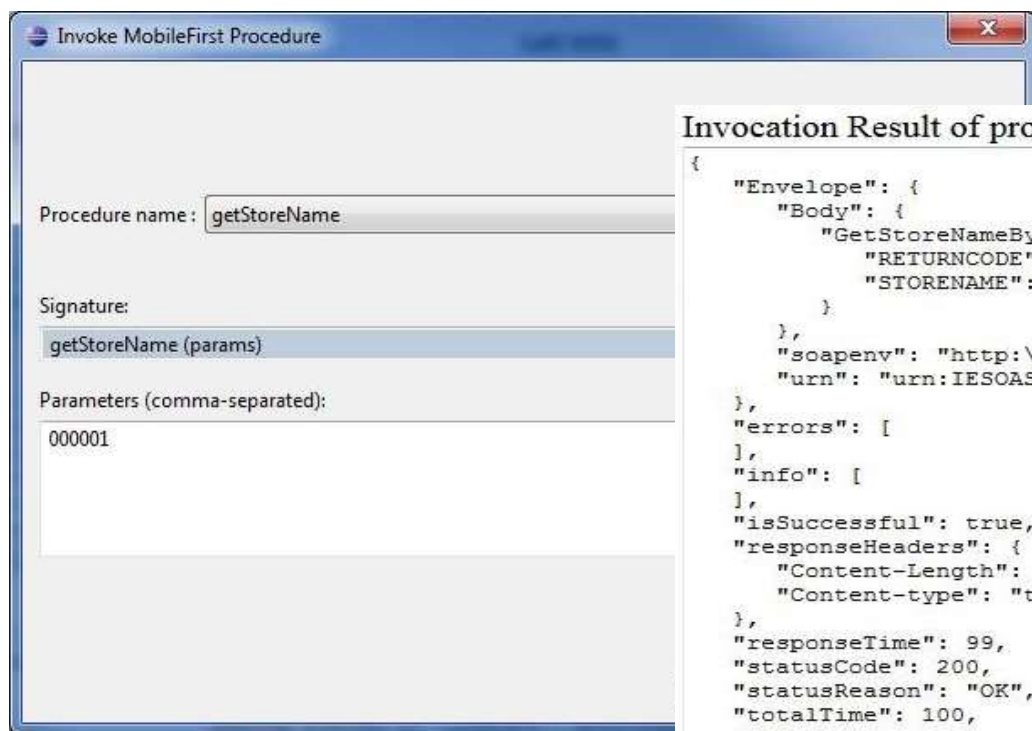 Invoke MobileFirst Procedure
Procedure name :
getStoreName
Signature:
getStoreName (params)
Parameters (comma-separated):
000001
Invocation Result of pro
{
"Envelope": {
"Body": {
"GetStoreNameBy
"RETURNCODE"
"STORENAME":
}
},
"soapenv": "http:\
"urn": "urn:IESOAS
},
"errors": [
],
"info": [
],
"isSuccessful": true,
"responseHeaders": {
"Content-Length":
"Content-type": "t
},
"responseTime": 99,
"statusCode": 200,
"statusReason": "OK",
"totalTime": 100,